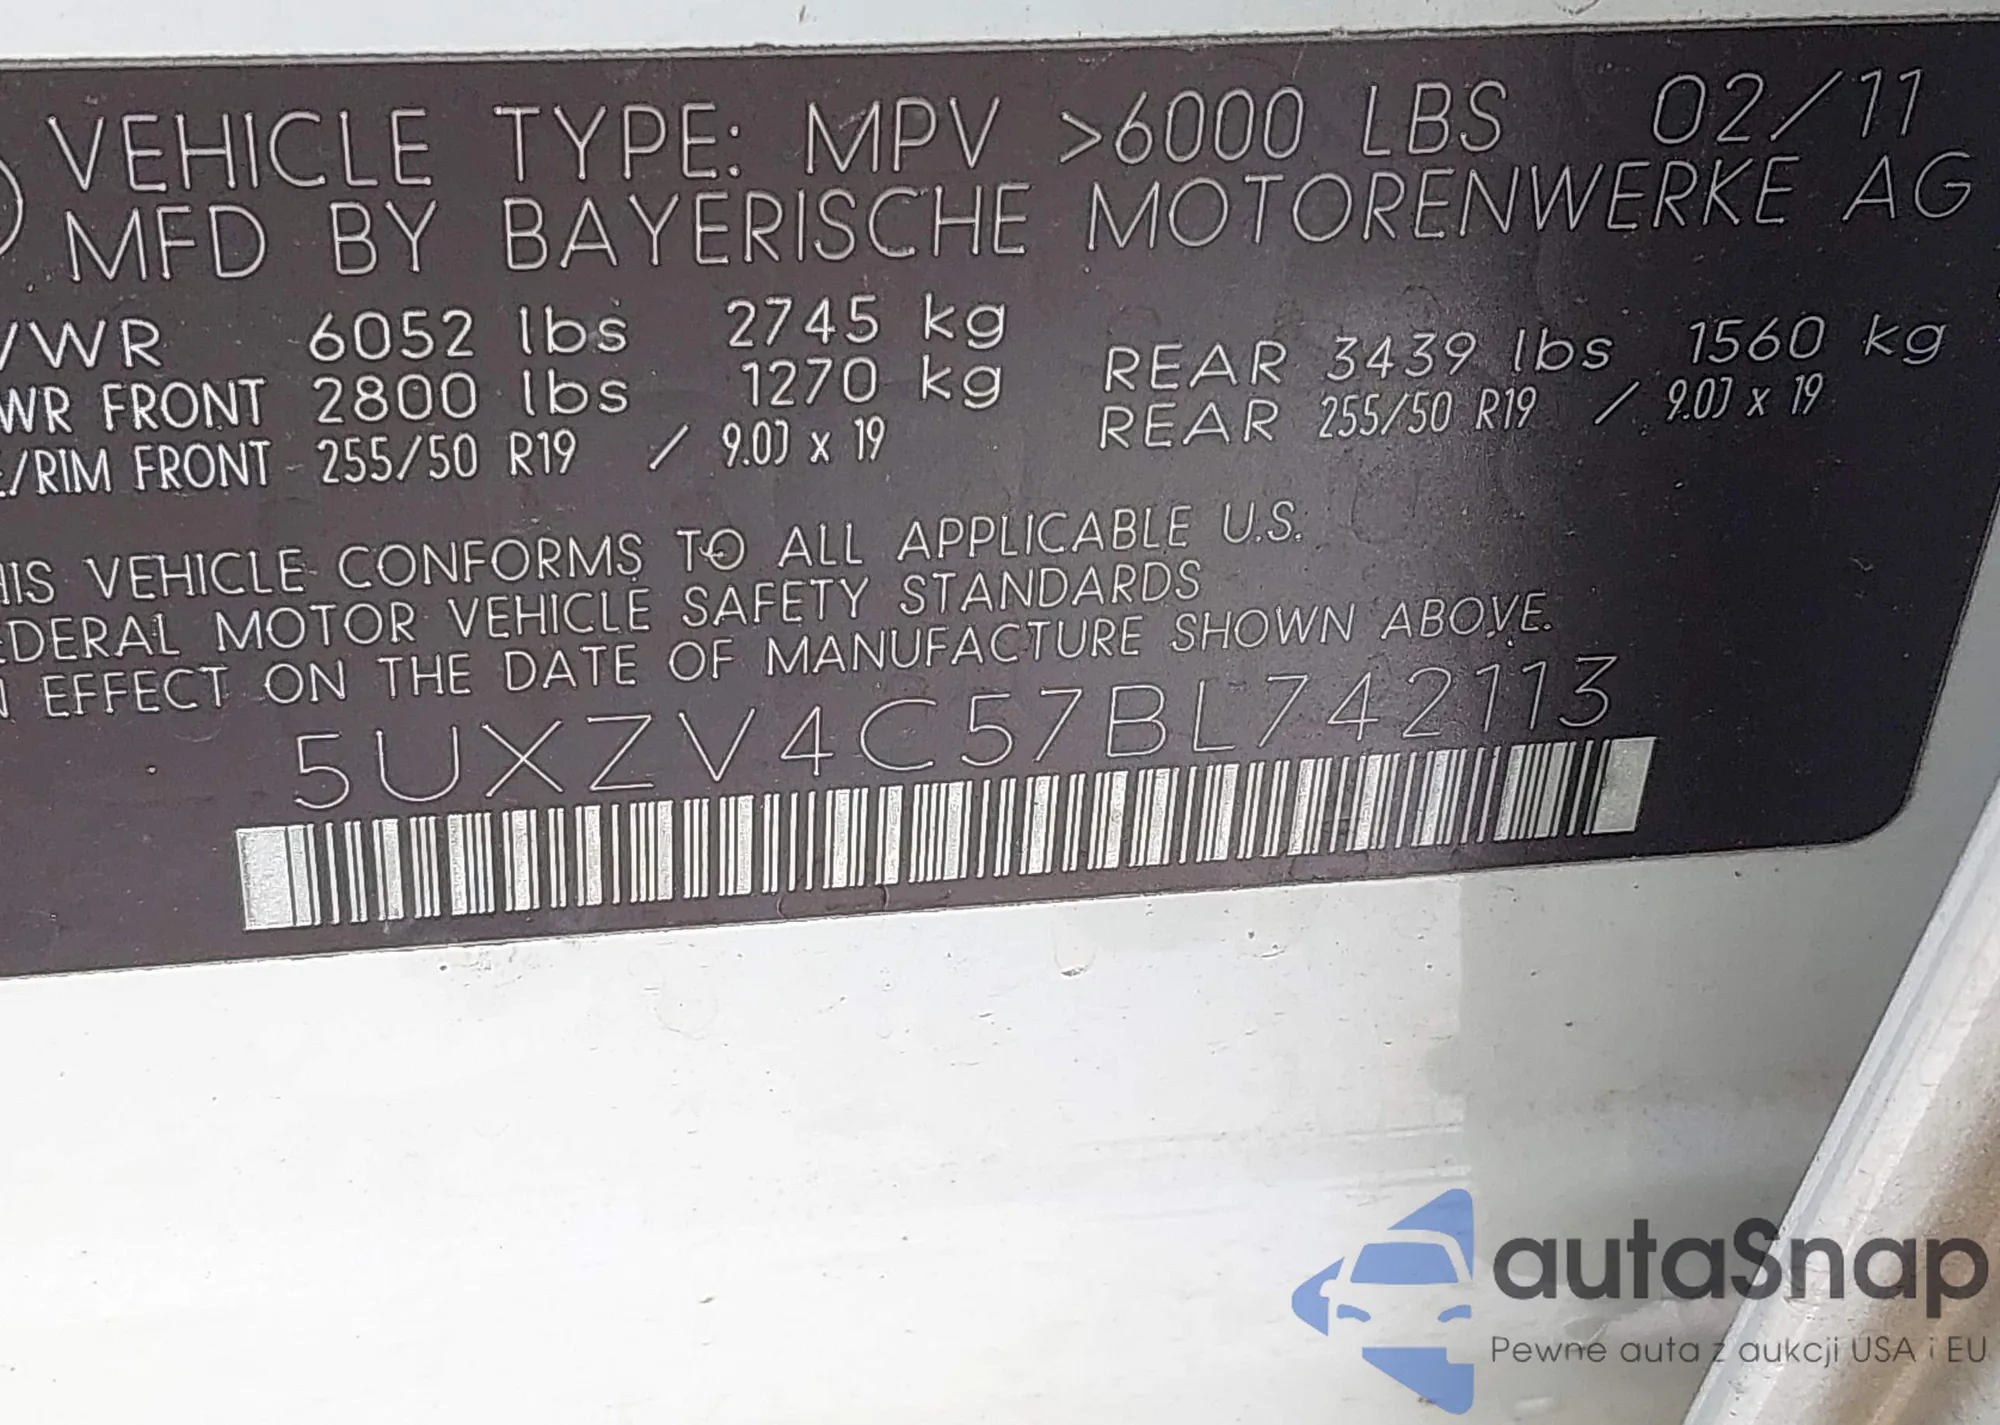 VEHICLE TYPE: MPV >6000 LBS 02/11
MFD BY BAYERISCHE MOTORENWERKE AG
VWR 6052 lbs 2745 kg
WR FRONT 2800 lbs 1270 kg REAR 3439 lbs 1560 kg
/RIM FRONT 255/50 R19 / 9.0J x 19 REAR 255/50 R19 / 9.0J x 19
HIS VEHICLE CONFORMS TO ALL APPLICABLE U.S.
EDERAL MOTOR VEHICLE SAFETY STANDARDS
N EFFECT ON THE DATE OF MANUFACTURE SHOWN ABOVE.
5UXZV4C57BL742113
autaSnap
Pewne auta z aukcji USA i EU